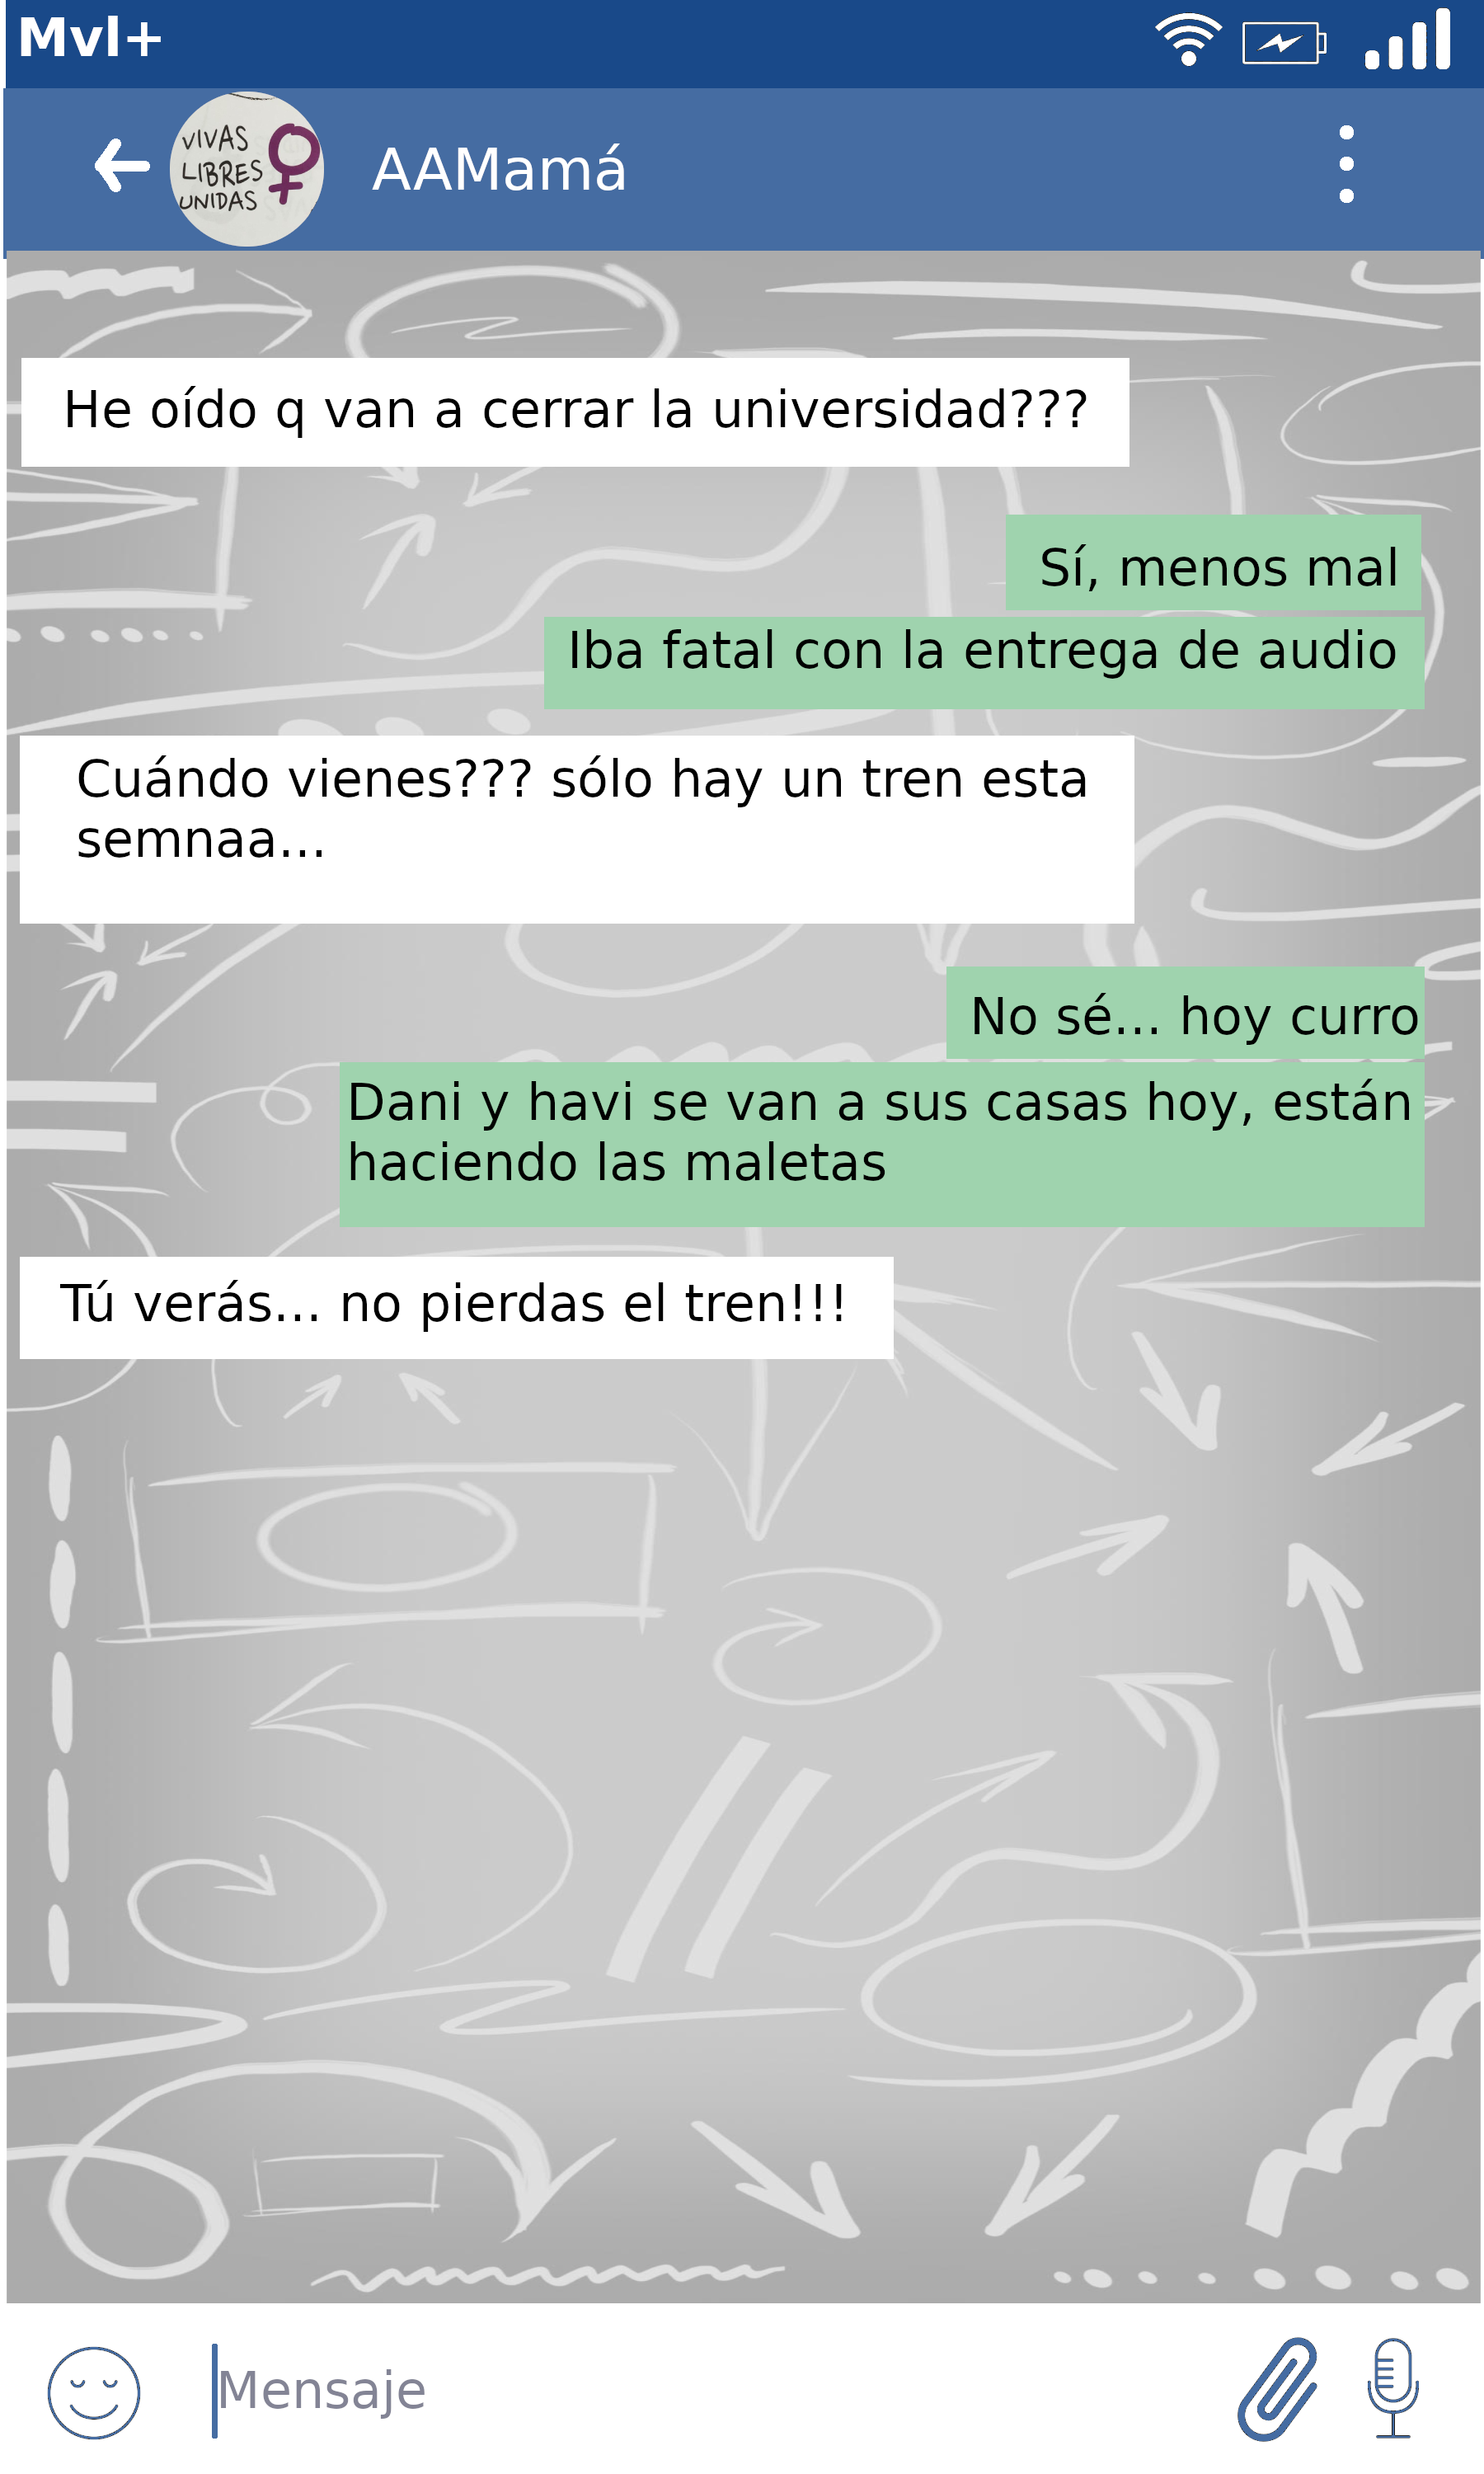 Mvl+
VIVAS
LIBRES
UNIDAS
AAMamá
He oído q van a cerrar la universidad???
Sí, menos mal
Iba fatal con la entrega de audio
Cuándo vienes??? sólo hay un tren esta
semnaa...
No sé... hoy curro
Dani y havi se van a sus casas hoy, están
haciendo las maletas
Tú verás... no pierdas el tren!!!
Mensaje